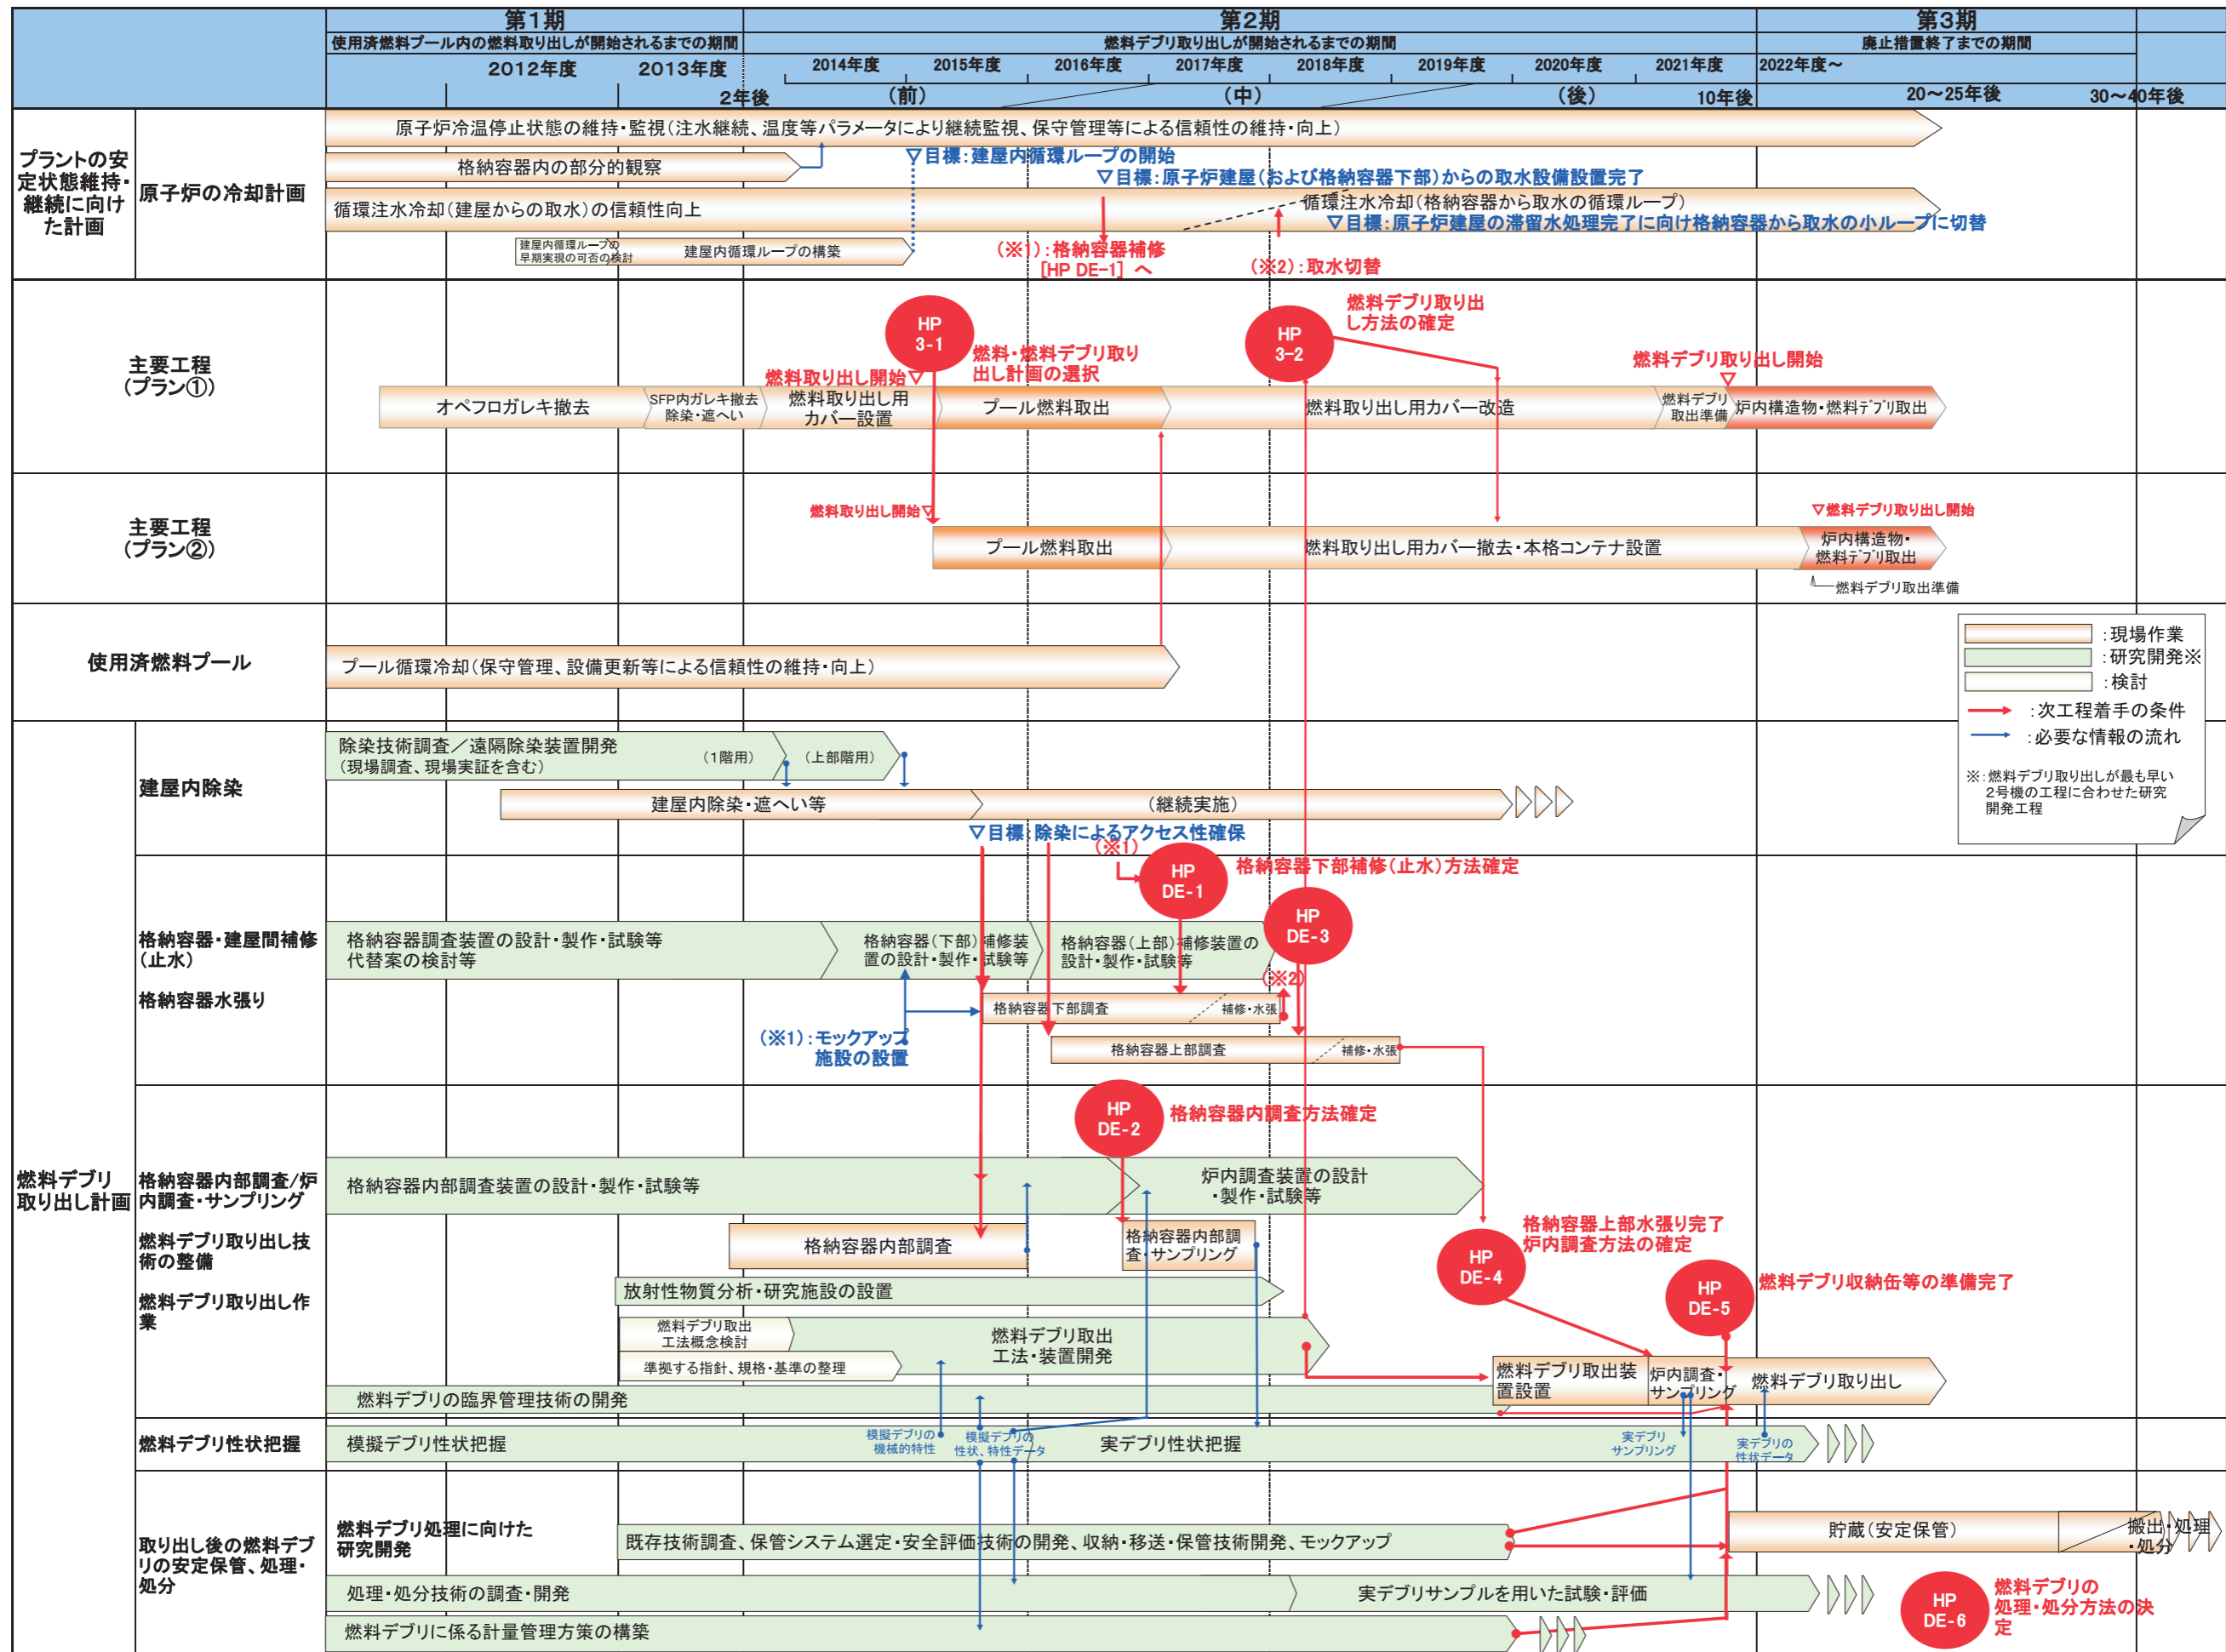 第1期
第2期
第3期
使用済燃料プール内の燃料取り出しが開始されるまでの期間
燃料デブリ取り出しが開始されるまでの期間
廃止措置終了までの期間
2012年度
2013年度
2014年度
2015年度
2016年度
2017年度
2018年度
2019年度
2020年度
2021年度
2022年度～
2年後
（前）
（中）
（後）
10年後
20～25年後
30～40年後
プラントの安
定状態維持・
継続に向け
た計画
原子炉の冷却計画
原子炉冷温停止状態の維持・監視（注水継続、温度等パラメータにより継続監視、保守管理等による信頼性の維持・向上）
格納容器内の部分的観察
▽目標：建屋内循環ループの開始
▽目標：原子炉建屋（および格納容器下部）からの取水設備設置完了
循環注水冷却（建屋からの取水）の信頼性向上
循環注水冷却（格納容器から取水の循環ループ）
▽目標：原子炉建屋の滞留水処理完了に向け格納容器から取水の小ループに切替
建屋内循環ループの
早期実現の可否の検討
建屋内循環ループの構築
（※1）：格納容器補修
[HP DE-1] へ
（※2）：取水切替
主要工程
（プラン①）
HP
3-1
燃料・燃料デブリ取り
出し計画の選択
HP
3-2
燃料デブリ取り出
し方法の確定
燃料取り出し開始▽
燃料デブリ取り出し開始
▽
オペフロガレキ撤去
SFP内ガレキ撤去
除染・遮へい
燃料取り出し用
カバー設置
プール燃料取出
燃料取り出し用カバー改造
燃料デブリ
取出準備
炉内構造物・燃料ﾃﾞﾌﾞﾘ取出
主要工程
（プラン②）
燃料取り出し開始▽
▽燃料デブリ取り出し開始
プール燃料取出
燃料取り出し用カバー撤去・本格コンテナ設置
炉内構造物・
燃料ﾃﾞﾌﾞﾘ取出
燃料デブリ取出準備
使用済燃料プール
プール循環冷却（保守管理、設備更新等による信頼性の維持・向上）
：現場作業
：研究開発※
：検討
：次工程着手の条件
：必要な情報の流れ
※：燃料デブリ取り出しが最も早い
2号機の工程に合わせた研究
開発工程
燃料デブリ
取り出し計画
建屋内除染
除染技術調査／遠隔除染装置開発
（現場調査、現場実証を含む）
（1階用）
（上部階用）
建屋内除染・遮へい等
（継続実施）
▽目標：除染によるアクセス性確保
格納容器・建屋間補修
（止水）
格納容器水張り
（※1）
HP
DE-1
格納容器下部補修（止水）方法確定
HP
DE-3
格納容器調査装置の設計・製作・試験等
代替案の検討等
格納容器（下部）補修装
置の設計・製作・試験等
格納容器（上部）補修装置の
設計・製作・試験等
（※2）
格納容器下部調査
補修・水張
（※1）：モックアップ
施設の設置
格納容器上部調査
補修・水張
格納容器内部調査/炉
内調査・サンプリング
燃料デブリ取り出し技
術の整備
燃料デブリ取り出し作
業
HP
DE-2
格納容器内調査方法確定
格納容器内部調査装置の設計・製作・試験等
炉内調査装置の設計
・製作・試験等
格納容器内部調査
格納容器内部調
査・サンプリング
HP
DE-4
格納容器上部水張り完了
炉内調査方法の確定
HP
DE-5
燃料デブリ収納缶等の準備完了
放射性物質分析・研究施設の設置
燃料デブリ取出
工法概念検討
燃料デブリ取出
工法・装置開発
準拠する指針、規格・基準の整理
燃料デブリ取出装
置設置
炉内調査・
サンプリング
燃料デブリ取り出し
燃料デブリの臨界管理技術の開発
燃料デブリ性状把握
模擬デブリ性状把握
模擬デブリの
機械的特性
模擬デブリの
性状、特性データ
実デブリ性状把握
実デブリ
サンプリング
実デブリの
性状データ
取り出し後の燃料デブ
リの安定保管、処理・
処分
燃料デブリ処理に向けた
研究開発
既存技術調査、保管システム選定・安全評価技術の開発、収納・移送・保管技術開発、モックアップ
貯蔵（安定保管）
搬出・処理
・処分
処理・処分技術の調査・開発
実デブリサンプルを用いた試験・評価
HP
DE-6
燃料デブリの
処理・処分方法の決
定
燃料デブリに係る計量管理方策の構築